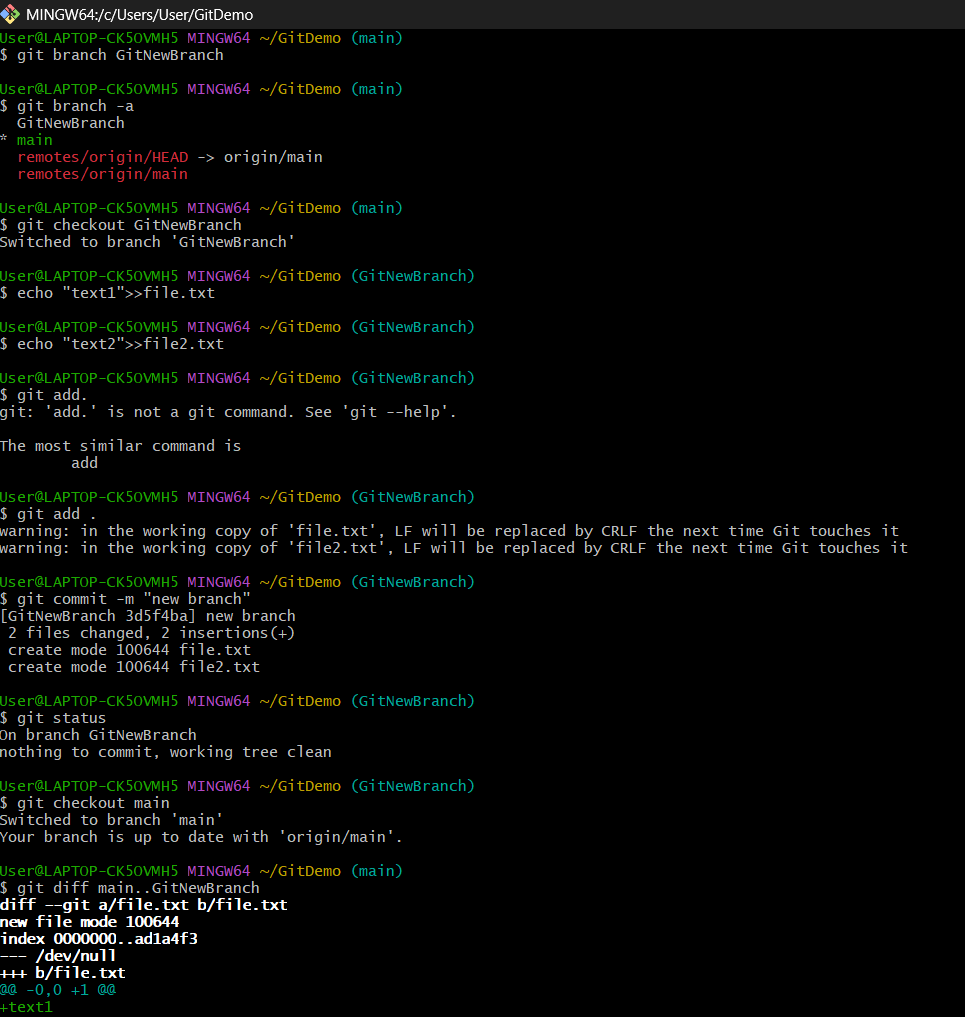 MINGW64:/c/Users/User/GitDemo
User@LAPTOP-CK5OVMH5 MINGW64 ~/GitDemo (main)
$ git branch GitNewBranch
User@LAPTOP-CK5OVMH5 MINGW64 ~/GitDemo (main)
$ git branch -a
  GitNewBranch
* main
  remotes/origin/HEAD -> origin/main
  remotes/origin/main
User@LAPTOP-CK5OVMH5 MINGW64 ~/GitDemo (main)
$ git checkout GitNewBranch
Switched to branch 'GitNewBranch'
User@LAPTOP-CK5OVMH5 MINGW64 ~/GitDemo (GitNewBranch)
$ echo "text1">>file.txt
User@LAPTOP-CK5OVMH5 MINGW64 ~/GitDemo (GitNewBranch)
$ echo "text2">>file2.txt
User@LAPTOP-CK5OVMH5 MINGW64 ~/GitDemo (GitNewBranch)
$ git add.
git: 'add.' is not a git command. See 'git --help'.
The most similar command is
        add
User@LAPTOP-CK5OVMH5 MINGW64 ~/GitDemo (GitNewBranch)
$ git add .
warning: in the working copy of 'file.txt', LF will be replaced by CRLF the next time Git touches it
warning: in the working copy of 'file2.txt', LF will be replaced by CRLF the next time Git touches it
User@LAPTOP-CK5OVMH5 MINGW64 ~/GitDemo (GitNewBranch)
$ git commit -m "new branch"
[GitNewBranch 3d5f4ba] new branch
 2 files changed, 2 insertions(+)
 create mode 100644 file.txt
 create mode 100644 file2.txt
User@LAPTOP-CK5OVMH5 MINGW64 ~/GitDemo (GitNewBranch)
$ git status
On branch GitNewBranch
nothing to commit, working tree clean
User@LAPTOP-CK5OVMH5 MINGW64 ~/GitDemo (GitNewBranch)
$ git checkout main
Switched to branch 'main'
Your branch is up to date with 'origin/main'.
User@LAPTOP-CK5OVMH5 MINGW64 ~/GitDemo (main)
$ git diff main..GitNewBranch
diff --git a/file.txt b/file.txt
new file mode 100644
index 0000000..ad1a4f3
--- /dev/null
+++ b/file.txt
@@ -0,0 +1 @@
+text1